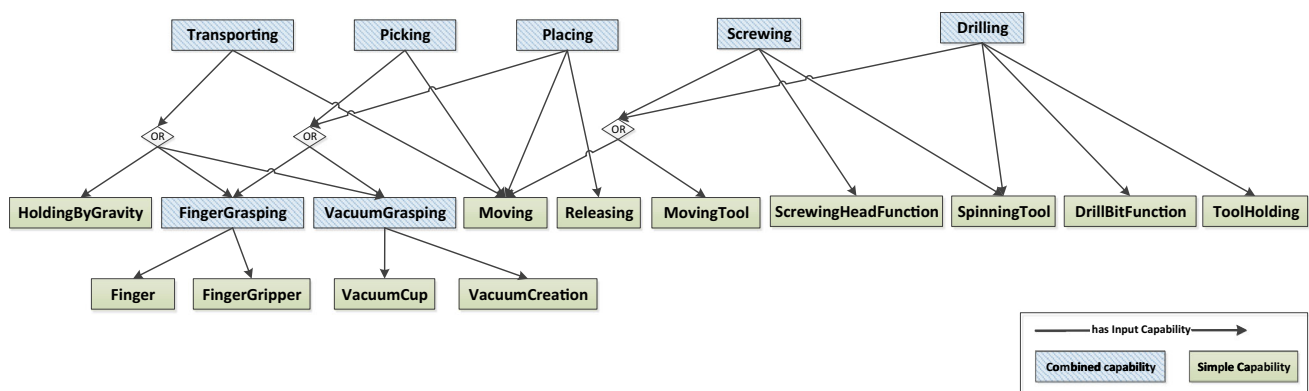 Transporting
Picking
Placing
Screwing
Drilling
OR
OR
OR
HoldingByGravity
FingerGrasping
VacuumGrasping
Moving
Releasing
MovingTool
ScrewingHeadFunction
SpinningTool
DrillBitFunction
ToolHolding
Finger
FingerGripper
VacuumCup
VacuumCreation
has Input Capability
Combined capability
Simple Capability